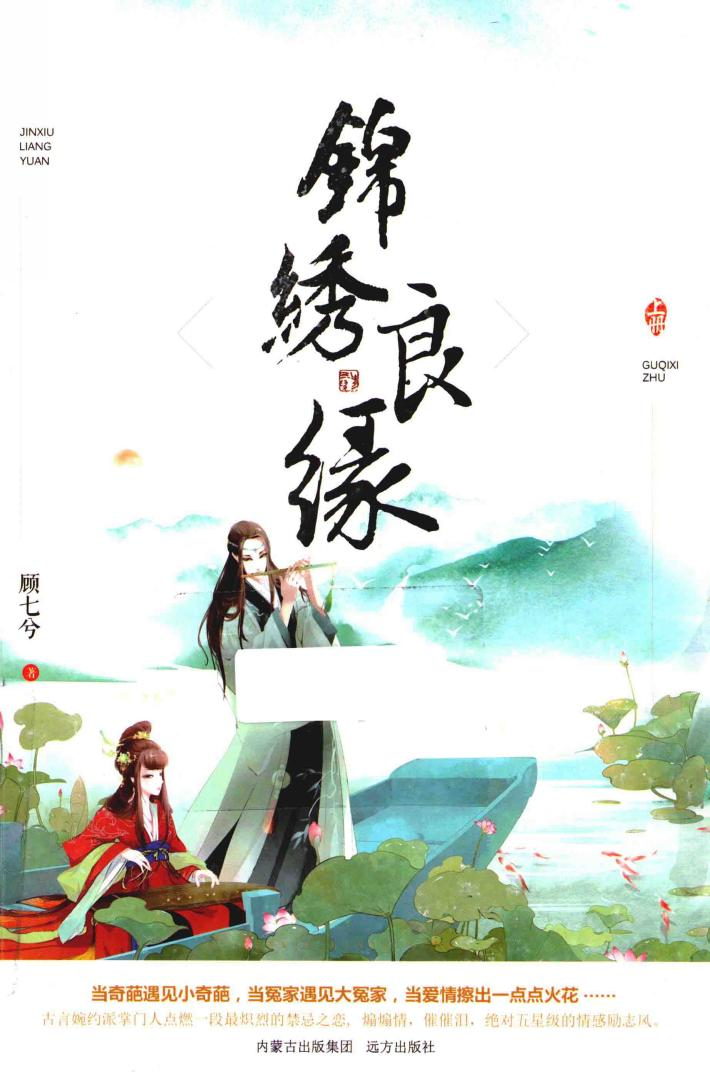 JINXIU
LIANG
YUAN
錦
綉良
缘
上册
GUQIXI
ZHU
顾七兮
著
当奇葩遇见小奇葩，当冤家遇见大冤家，当爱情擦出一点点火花……
古言婉约派掌门人点燃一段最炽烈的禁忌之恋，煽煽情，催催泪，绝对五星级的情感励志风。
内蒙古出版集团 远方出版社